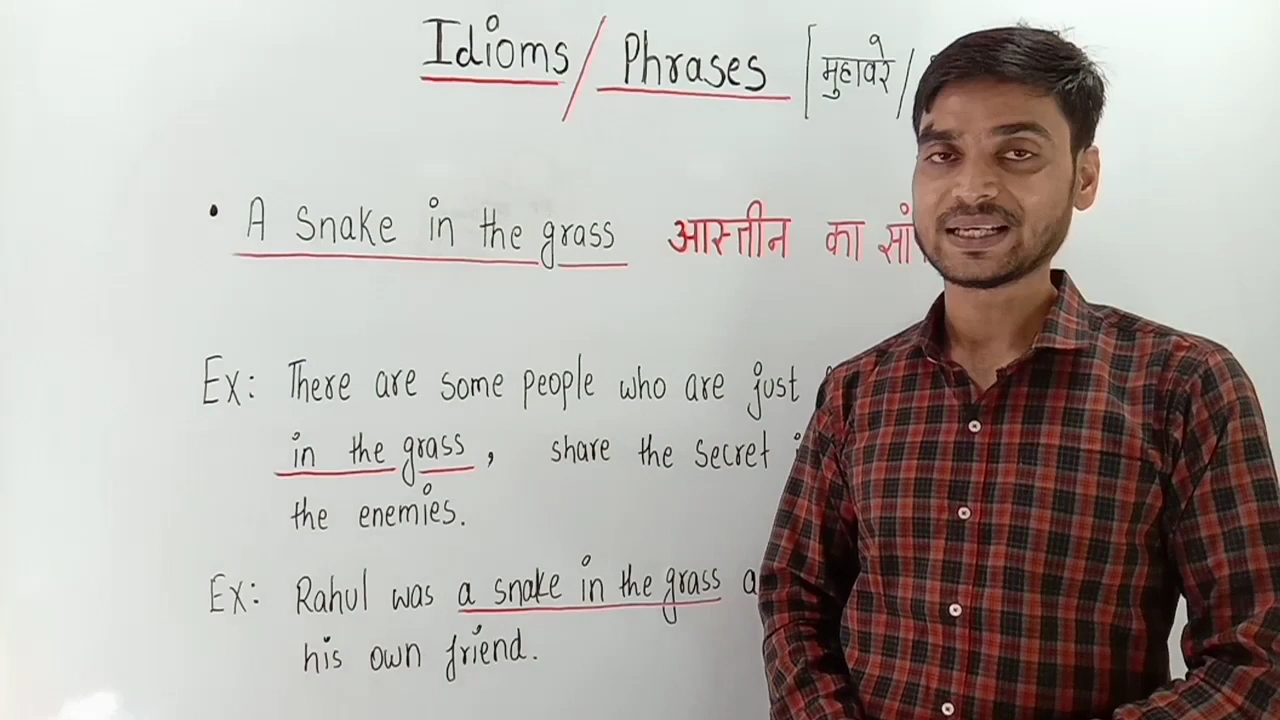 Idioms / Phrases [मुहावरे /
• A snake in the grass आस्तीन का
Ex: There are some people who are just
in the grass, share the secret
the enemies.
Ex: Rahul was a snake in the grass
his own friend.